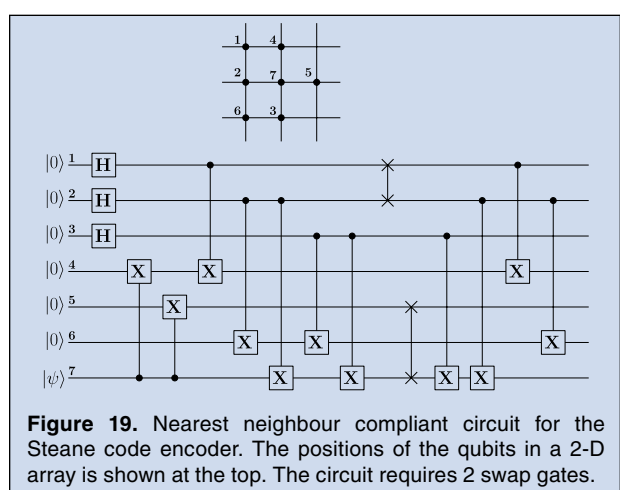 1 4
2 7 5
6 3
|0⟩ 1 H
|0⟩ 2 H
|0⟩ 3 H
|0⟩ 4 X X X
|0⟩ 5 X
|0⟩ 6 X X X
|ψ⟩ 7 X X X X
Figure 19. Nearest neighbour compliant circuit for the
Steane code encoder. The positions of the qubits in a 2-D
array is shown at the top. The circuit requires 2 swap gates.